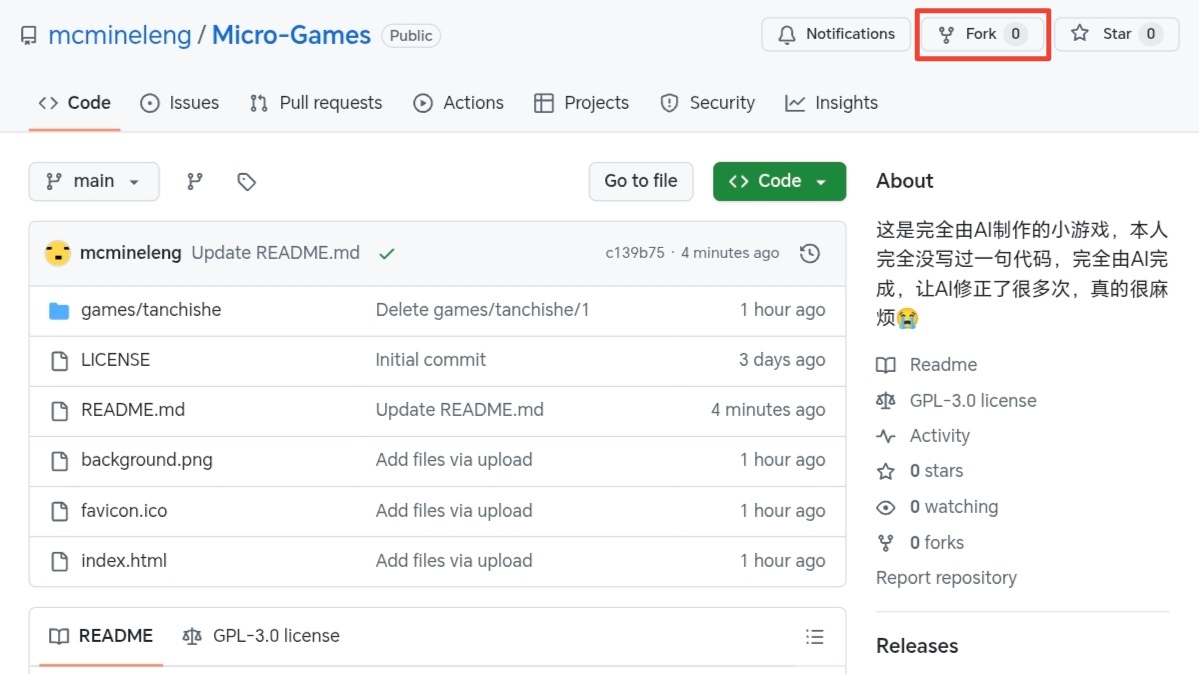 mcmineleng / Micro-Games Public
Notifications Fork 0 Star 0
Code Issues Pull requests Actions Projects Security Insights
main Go to file Code
mcmineleng Update README.md c139b75 · 4 minutes ago
games/tanchishe Delete games/tanchishe/1 1 hour ago
LICENSE Initial commit 3 days ago
README.md Update README.md 4 minutes ago
background.png Add files via upload 1 hour ago
favicon.ico Add files via upload 1 hour ago
index.html Add files via upload 1 hour ago
README GPL-3.0 license
About
这是完全由AI制作的小游戏，本人
完全没写过一句代码，完全由AI完
成，让AI修正了很多次，真的很麻
烦😭
Readme
GPL-3.0 license
Activity
0 stars
0 watching
0 forks
Report repository
Releases